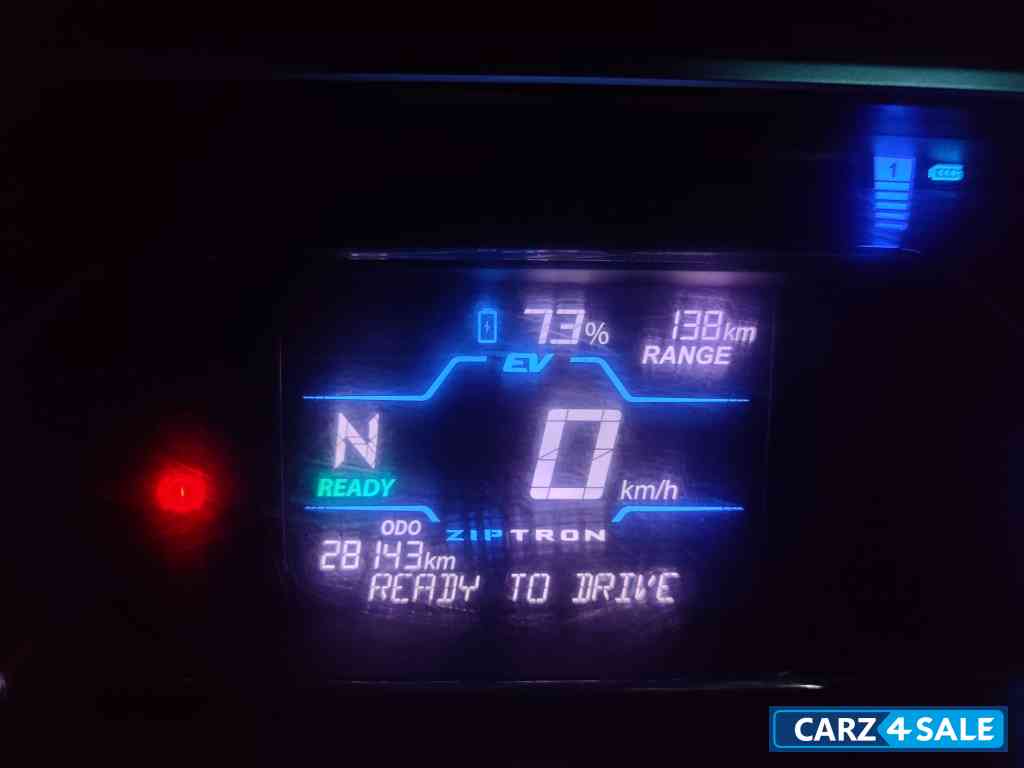 1
73%
138km
RANGE
EV
N
0
km/h
READY
ZIPTRON
ODO
28143km
READY TO DRIVE
CARZ4SALE